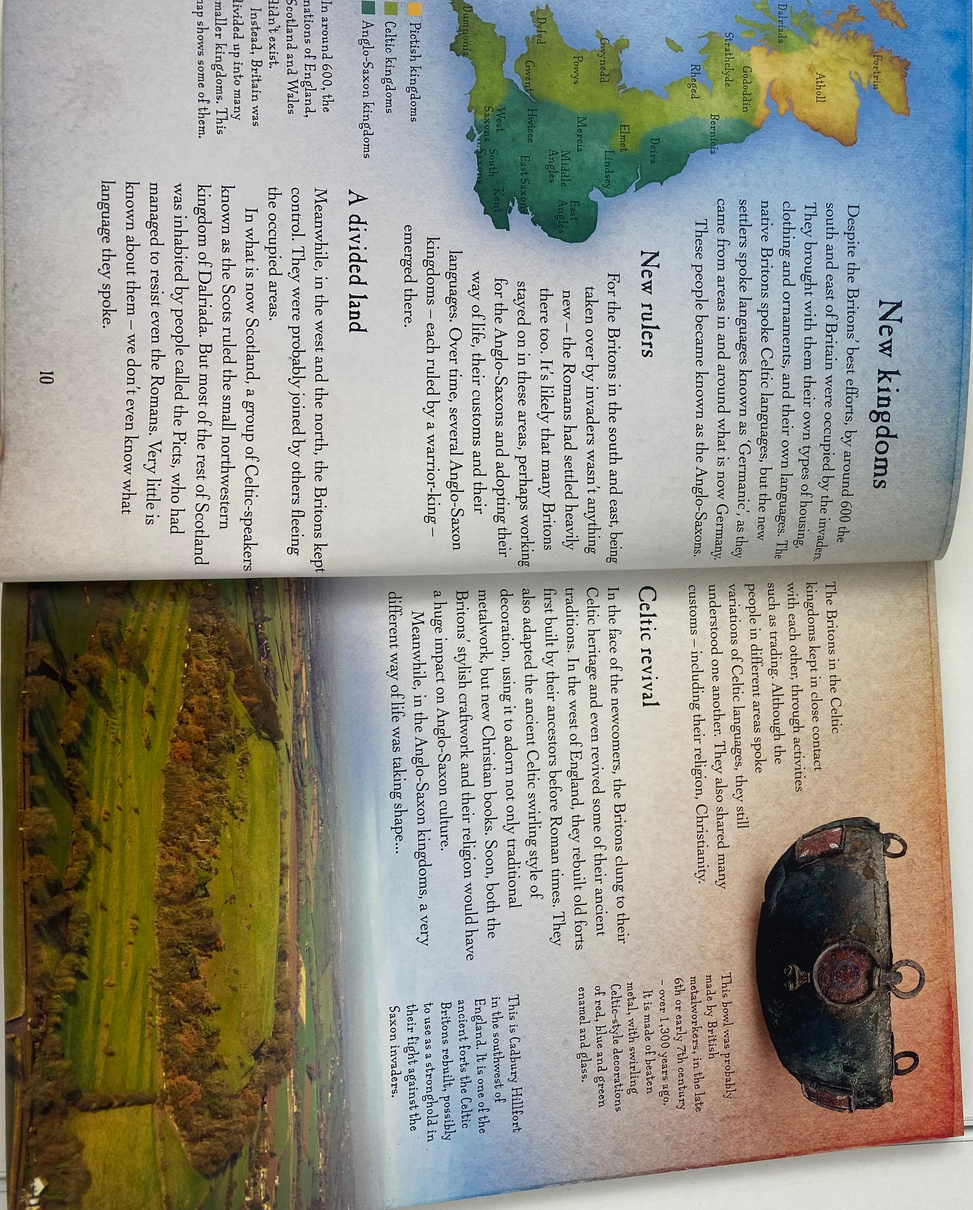 New kingdoms
Despite the Britons' best efforts, by around 600 the
south and east of Britain were occupied by the invaders.
They brought with them their own types of housing,
clothing and ornaments, and their own languages. The
native Britons spoke Celtic languages, but the new
settlers spoke languages known as 'Germanic', as they
came from areas in and around what is now Germany.
These people became known as the Anglo-Saxons.
New rulers
For the Britons in the south and east, being
taken over by invaders wasn't anything
new – the Romans had settled heavily
there too. It's likely that many Britons
stayed on in these areas, perhaps working
for the Anglo-Saxons and adopting their
way of life, their customs and their
languages. Over time, several Anglo-Saxon
kingdoms – each ruled by a warrior-king –
emerged there.
A divided land
Meanwhile, in the west and the north, the Britons kept
control. They were probably joined by others fleeing
the occupied areas.
In what is now Scotland, a group of Celtic-speakers
known as the Scots ruled the small northwestern
kingdom of Dalriada. But most of the rest of Scotland
was inhabited by people called the Picts, who had
managed to resist even the Romans. Very little is
known about them – we don't even know what
language they spoke.
10
Fortriu
Atholl
Dalriada
Gododdin
Strathclyde
Bernicia
Rheged
Deira
Elmet
Lindsey
Gwynedd
Mercia
Middle
Angles
East
Angles
Powys
Dyfed
Gwent
Hwicce
East Saxons
West
Saxons
South
Saxons
Kent
Dumnonia
Pictish kingdoms
Celtic kingdoms
Anglo-Saxon kingdoms
In around 600, the
nations of England,
Scotland and Wales
didn't exist.
Instead, Britain was
divided up into many
smaller kingdoms. This
map shows some of them.
The Britons in the Celtic
kingdoms kept in close contact
with each other, through activities
such as trading. Although the
people in different areas spoke
variations of Celtic languages, they still
understood one another. They also shared many
customs – including their religion, Christianity.
Celtic revival
In the face of the newcomers, the Britons clung to their
Celtic heritage and even revived some of their ancient
traditions. In the west of England, they rebuilt old forts
first built by their ancestors before Roman times. They
also adapted the ancient Celtic swirling style of
decoration, using it to adorn not only traditional
metalwork, but new Christian books. Soon, both the
Britons' stylish craftwork and their religion would have
a huge impact on Anglo-Saxon culture.
Meanwhile, in the Anglo-Saxon kingdoms, a very
different way of life was taking shape...
This bowl was probably
made by British
metalworkers, in the late
6th or early 7th century
– over 1,300 years ago.
It is made of beaten
metal, with swirling
Celtic-style decorations
of red, blue and green
enamel and glass.
This is Cadbury Hillfort
in the southwest of
England. It is one of the
ancient forts the Celtic
Britons rebuilt, possibly
to use as a stronghold in
their fight against the
Saxon invaders.